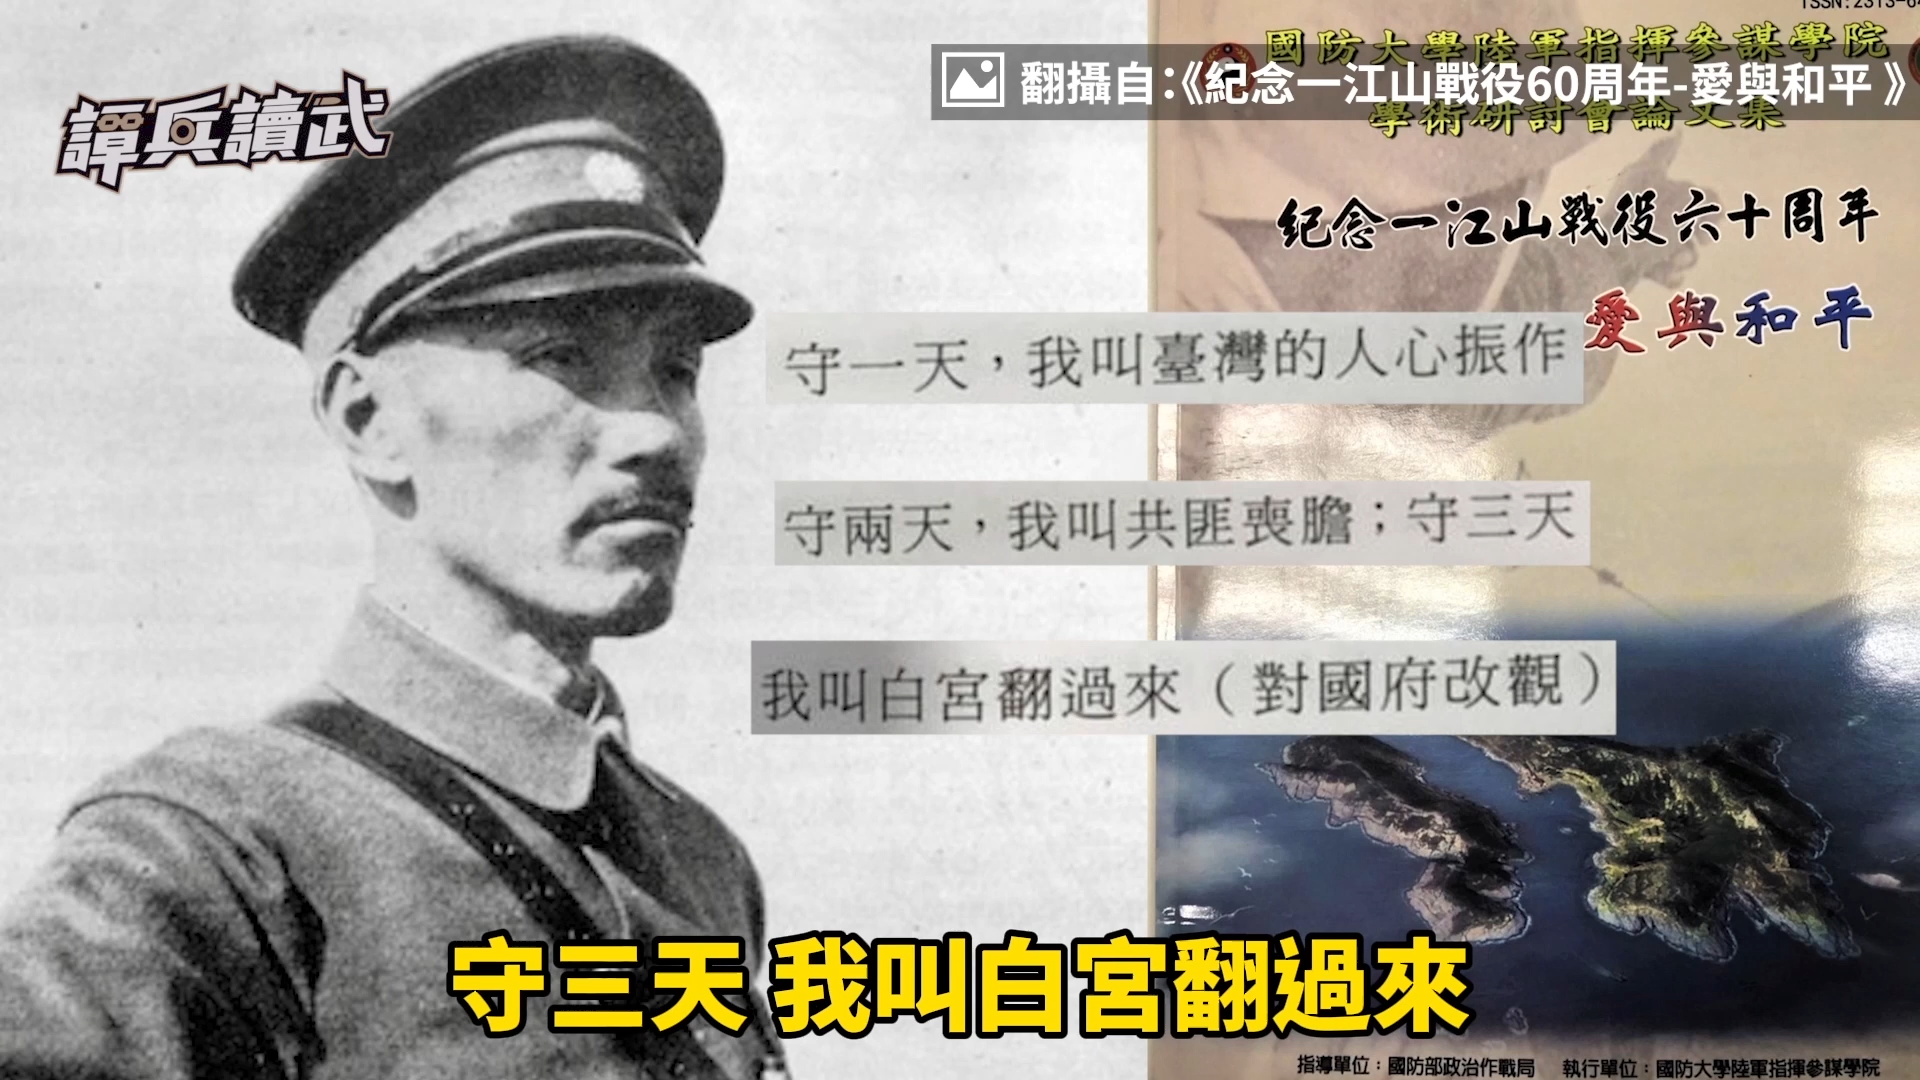 譚兵讀武
ISSN:2313-64
國防大學陸軍指揮參謀學院
翻攝自：《紀念一江山戰役60周年-愛與和平》
學術研討會論文集
紀念一江山戰役六十周年
愛與和平
守一天，我叫臺灣的人心振作
守兩天，我叫共匪喪膽；守三天
我叫白宮翻過來（對國府改觀）
守三天 我叫白宮翻過來
指導單位：國防部政治作戰局 執行單位：國防大學陸軍指揮參謀學院